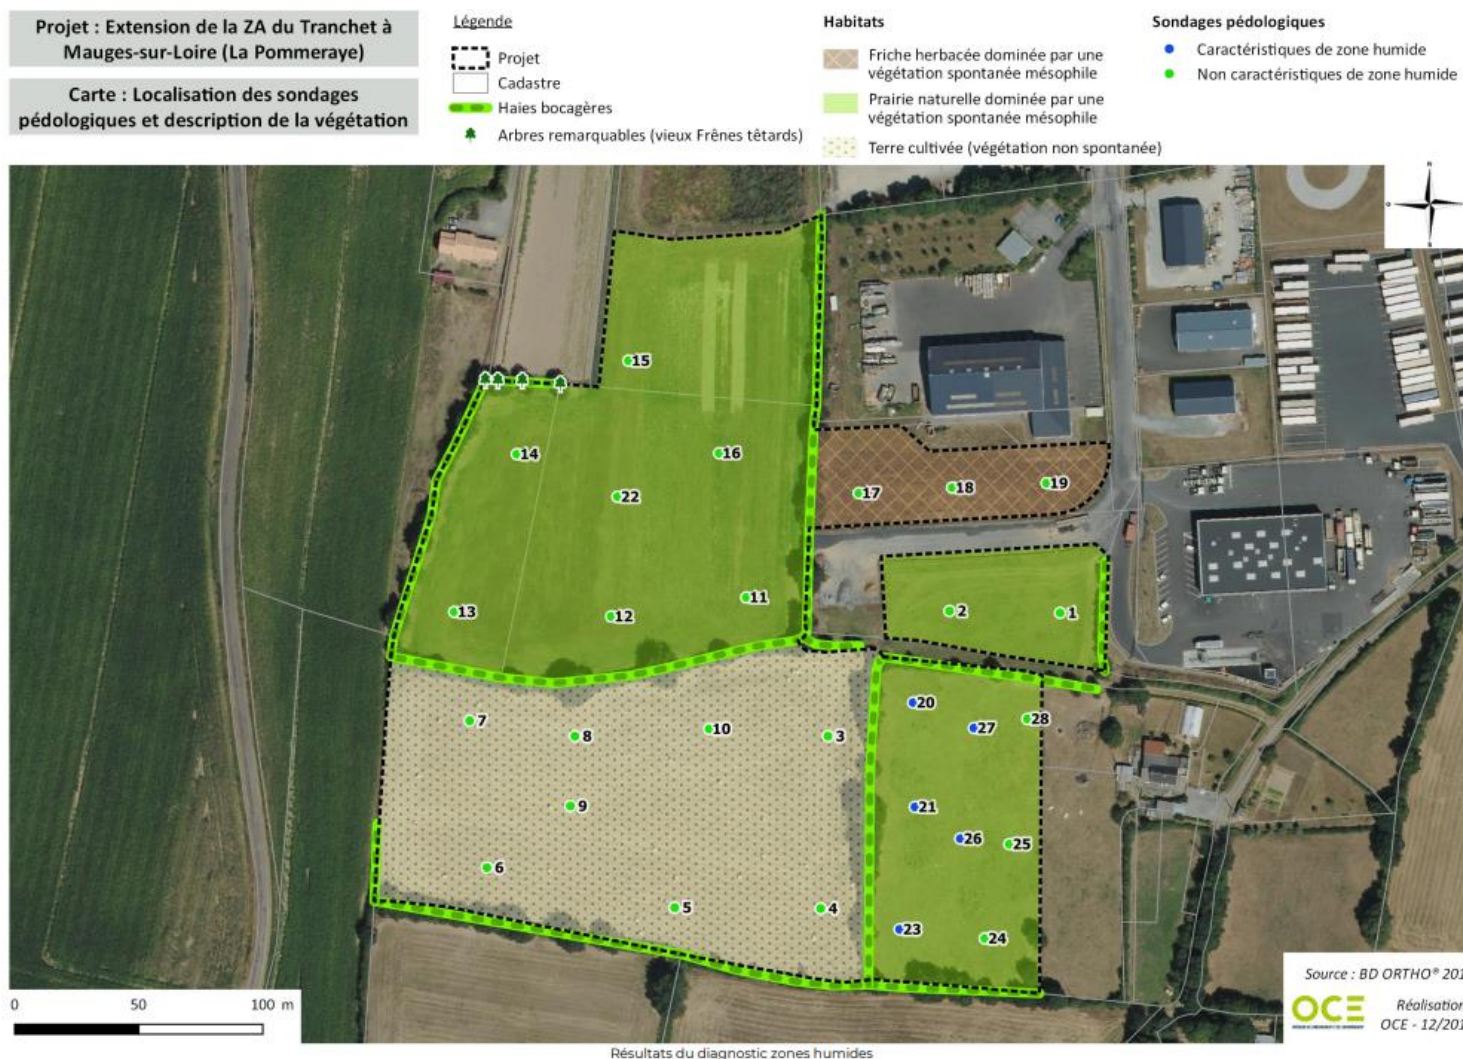 Projet : Extension de la ZA du Tranchet à
Mauges-sur-Loire (La Pommeraye)
Carte : Localisation des sondages
pédologiques et description de la végétation
Légende
Projet
Cadastre
Haies bocagères
Arbres remarquables (vieux Frênes têtards)
Habitats
Friche herbacée dominée par une
végétation spontanée mésophile
Prairie naturelle dominée par une
végétation spontanée mésophile
Terre cultivée (végétation non spontanée)
Sondages pédologiques
Caractéristiques de zone humide
Non caractéristiques de zone humide
N
15
14
16
22
17
18
19
13
12
11
2
1
20
28
7
8
10
3
27
9
21
26
25
6
5
4
23
24
0 50 100 m
Source : BD ORTHO® 201
OCE
Réalisation
OCE - 12/201
Résultats du diagnostic zones humides